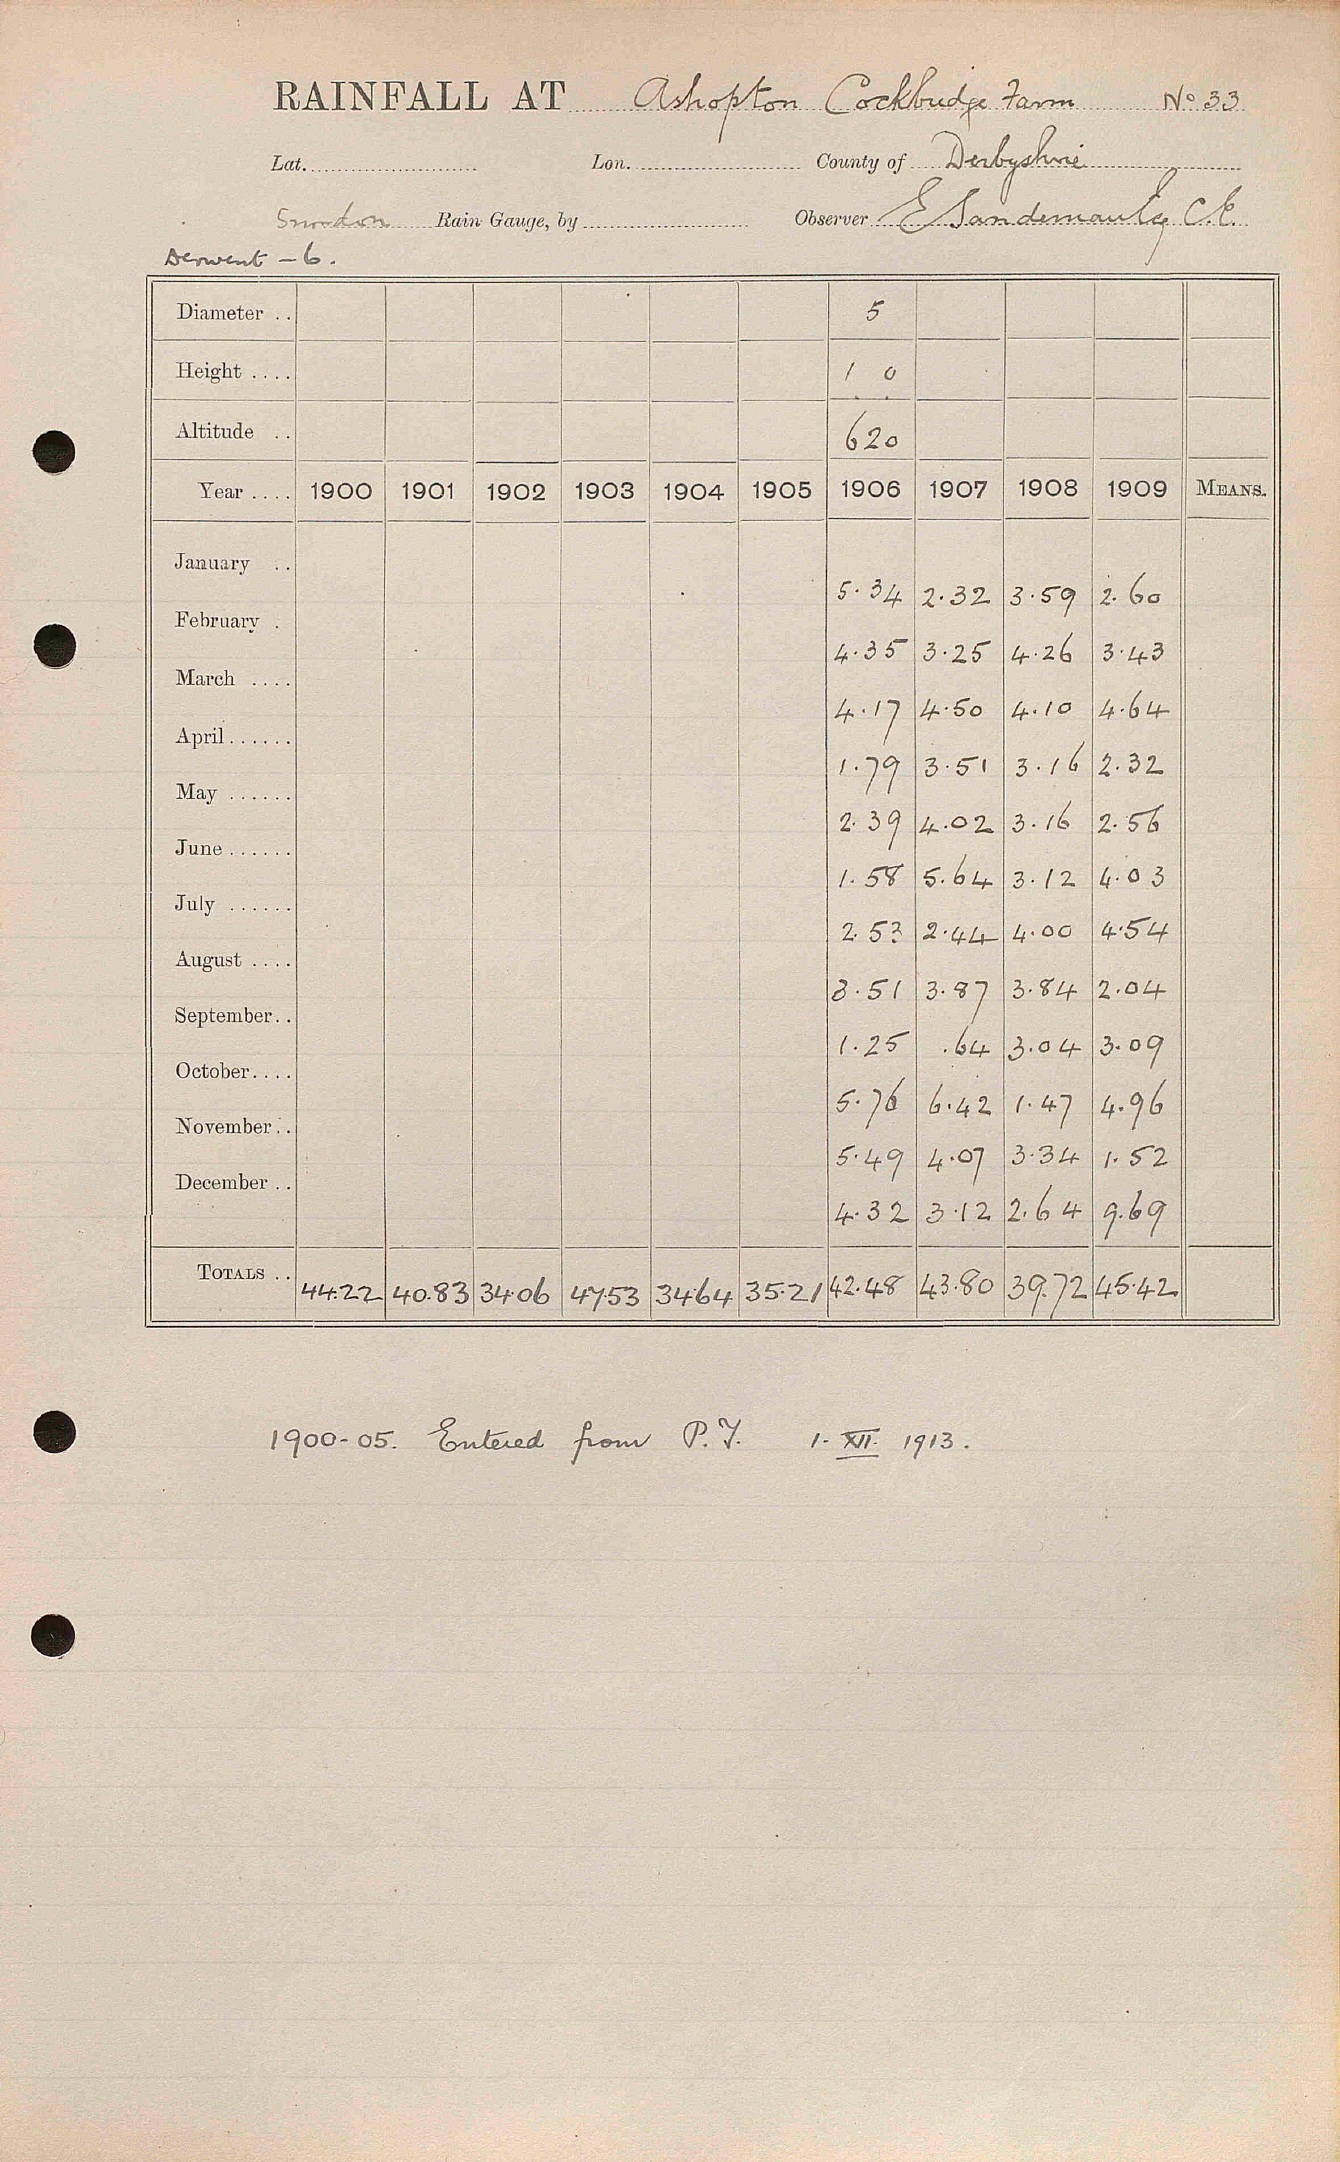 RAINFALL AT Ashopton Cockbridge Farm No 33
Lat. Lon. County of Derbyshire
Snowdon Rain Gauge, by Observer E Sandeman Esq C.E.
Derwent - 6.
Diameter .. 5
Height .... 1 0
Altitude .. 620
Year .... 1900 1901 1902 1903 1904 1905 1906 1907 1908 1909 MEANS.
January .. 5.34 2.32 3.59 2.60
February . 4.35 3.25 4.26 3.43
March .... 4.17 4.50 4.10 4.64
April...... 1.79 3.51 3.16 2.32
May ...... 2.39 4.02 3.16 2.56
June...... 1.58 5.64 3.12 4.03
July ...... 2.53 2.44 4.00 4.54
August .... 3.51 3.87 3.84 2.04
September.. 1.25 .64 3.04 3.09
October.... 5.76 6.42 1.47 4.96
November.. 5.49 4.07 3.34 1.52
December .. 4.32 3.12 2.64 9.69
TOTALS .. 44.22 40.83 34.06 47.53 34.64 35.21 42.48 43.80 39.72 45.42
1900-05. Entered from P.T. 1. XII. 1913.